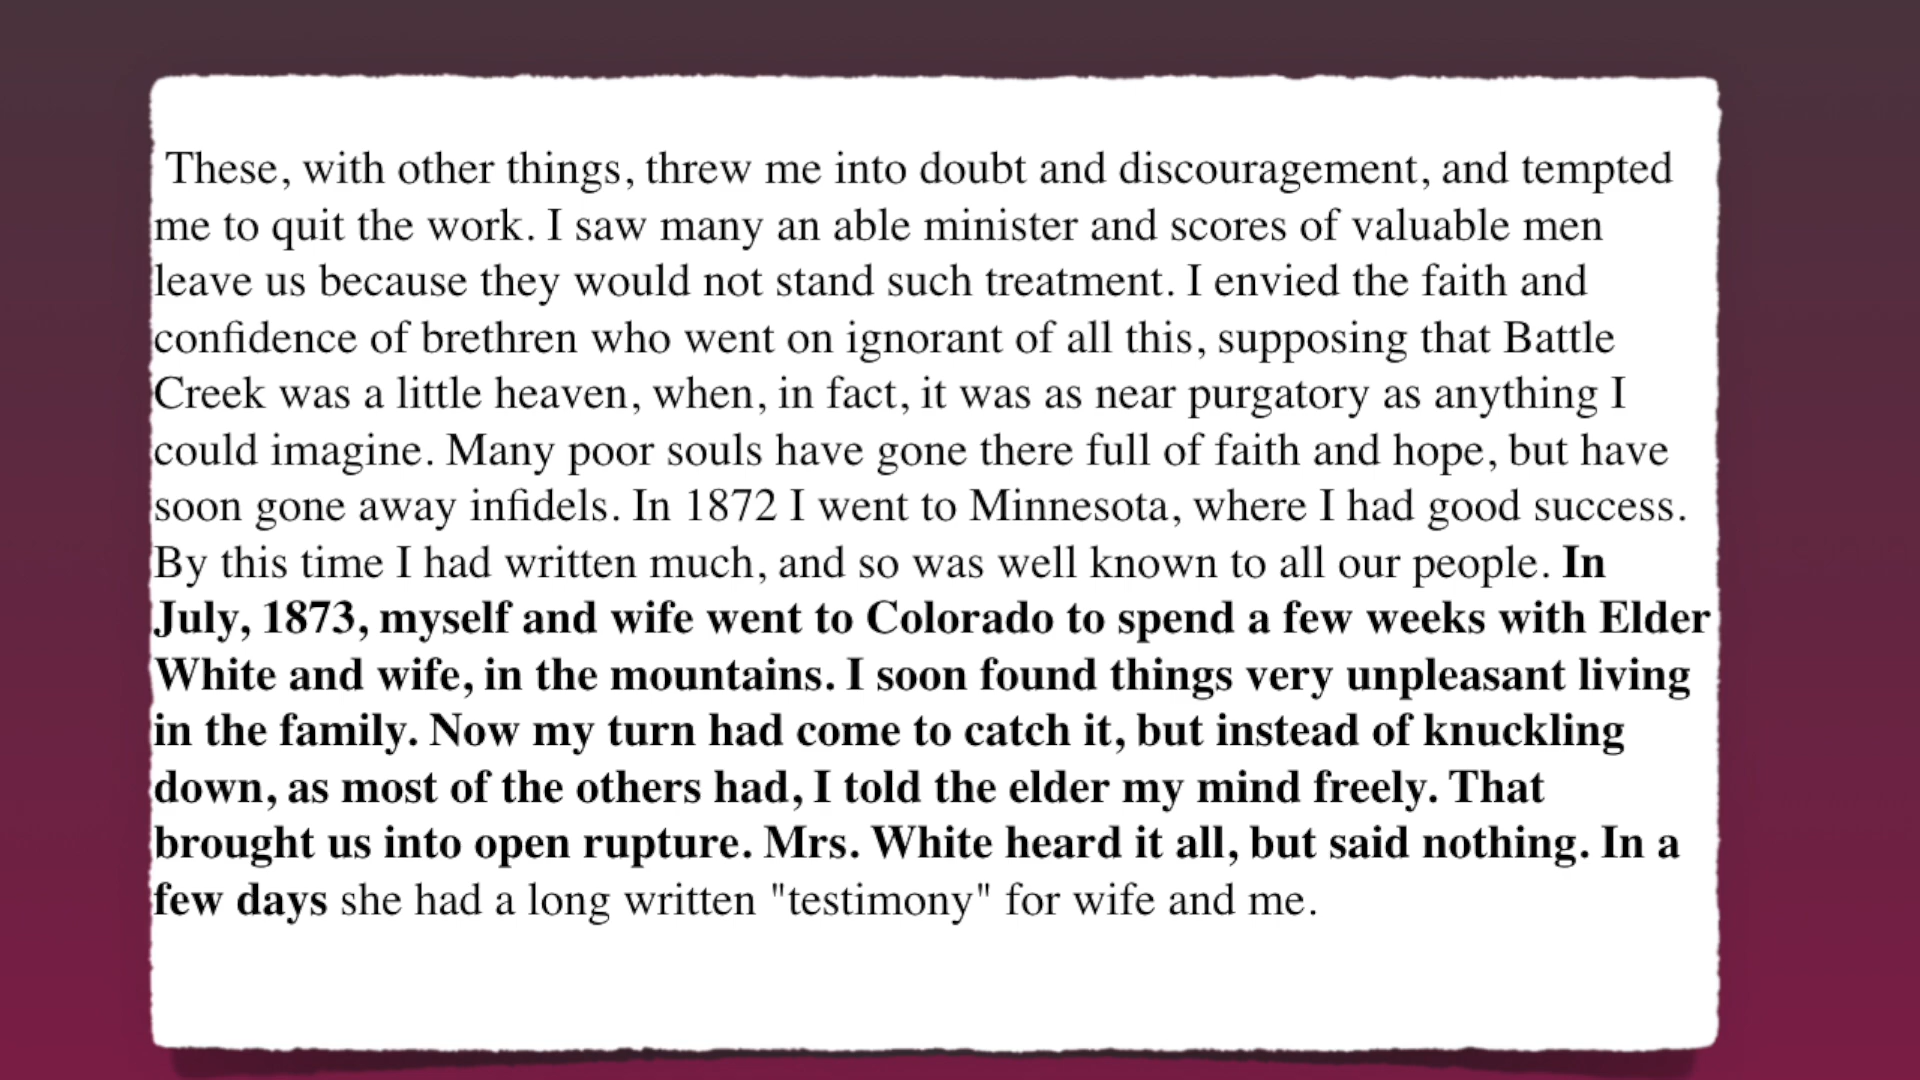 These, with other things, threw me into doubt and discouragement, and tempted
me to quit the work. I saw many an able minister and scores of valuable men
leave us because they would not stand such treatment. I envied the faith and
confidence of brethren who went on ignorant of all this, supposing that Battle
Creek was a little heaven, when, in fact, it was as near purgatory as anything I
could imagine. Many poor souls have gone there full of faith and hope, but have
soon gone away infidels. In 1872 I went to Minnesota, where I had good success.
By this time I had written much, and so was well known to all our people. In
July, 1873, myself and wife went to Colorado to spend a few weeks with Elder
White and wife, in the mountains. I soon found things very unpleasant living
in the family. Now my turn had come to catch it, but instead of knuckling
down, as most of the others had, I told the elder my mind freely. That
brought us into open rupture. Mrs. White heard it all, but said nothing. In a
few days she had a long written "testimony" for wife and me.